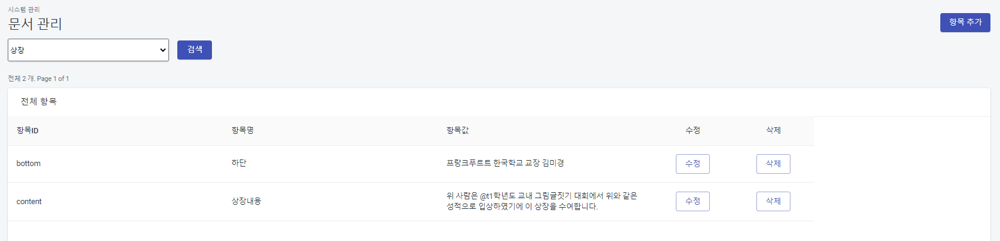 시스템 관리
문서 관리
항목 추가
상장
검색
전체 2 개. Page 1 of 1
전체 항목
항목ID 항목명 항목값 수정 삭제
bottom 하단 프랑크푸르트 한국학교 교장 김미경 수정 삭제
content 상장내용 위 사람은 @t1학년도 교내 그림글짓기 대회에서 위와 같은
성적으로 입상하였기에 이 상장을 수여합니다. 수정 삭제